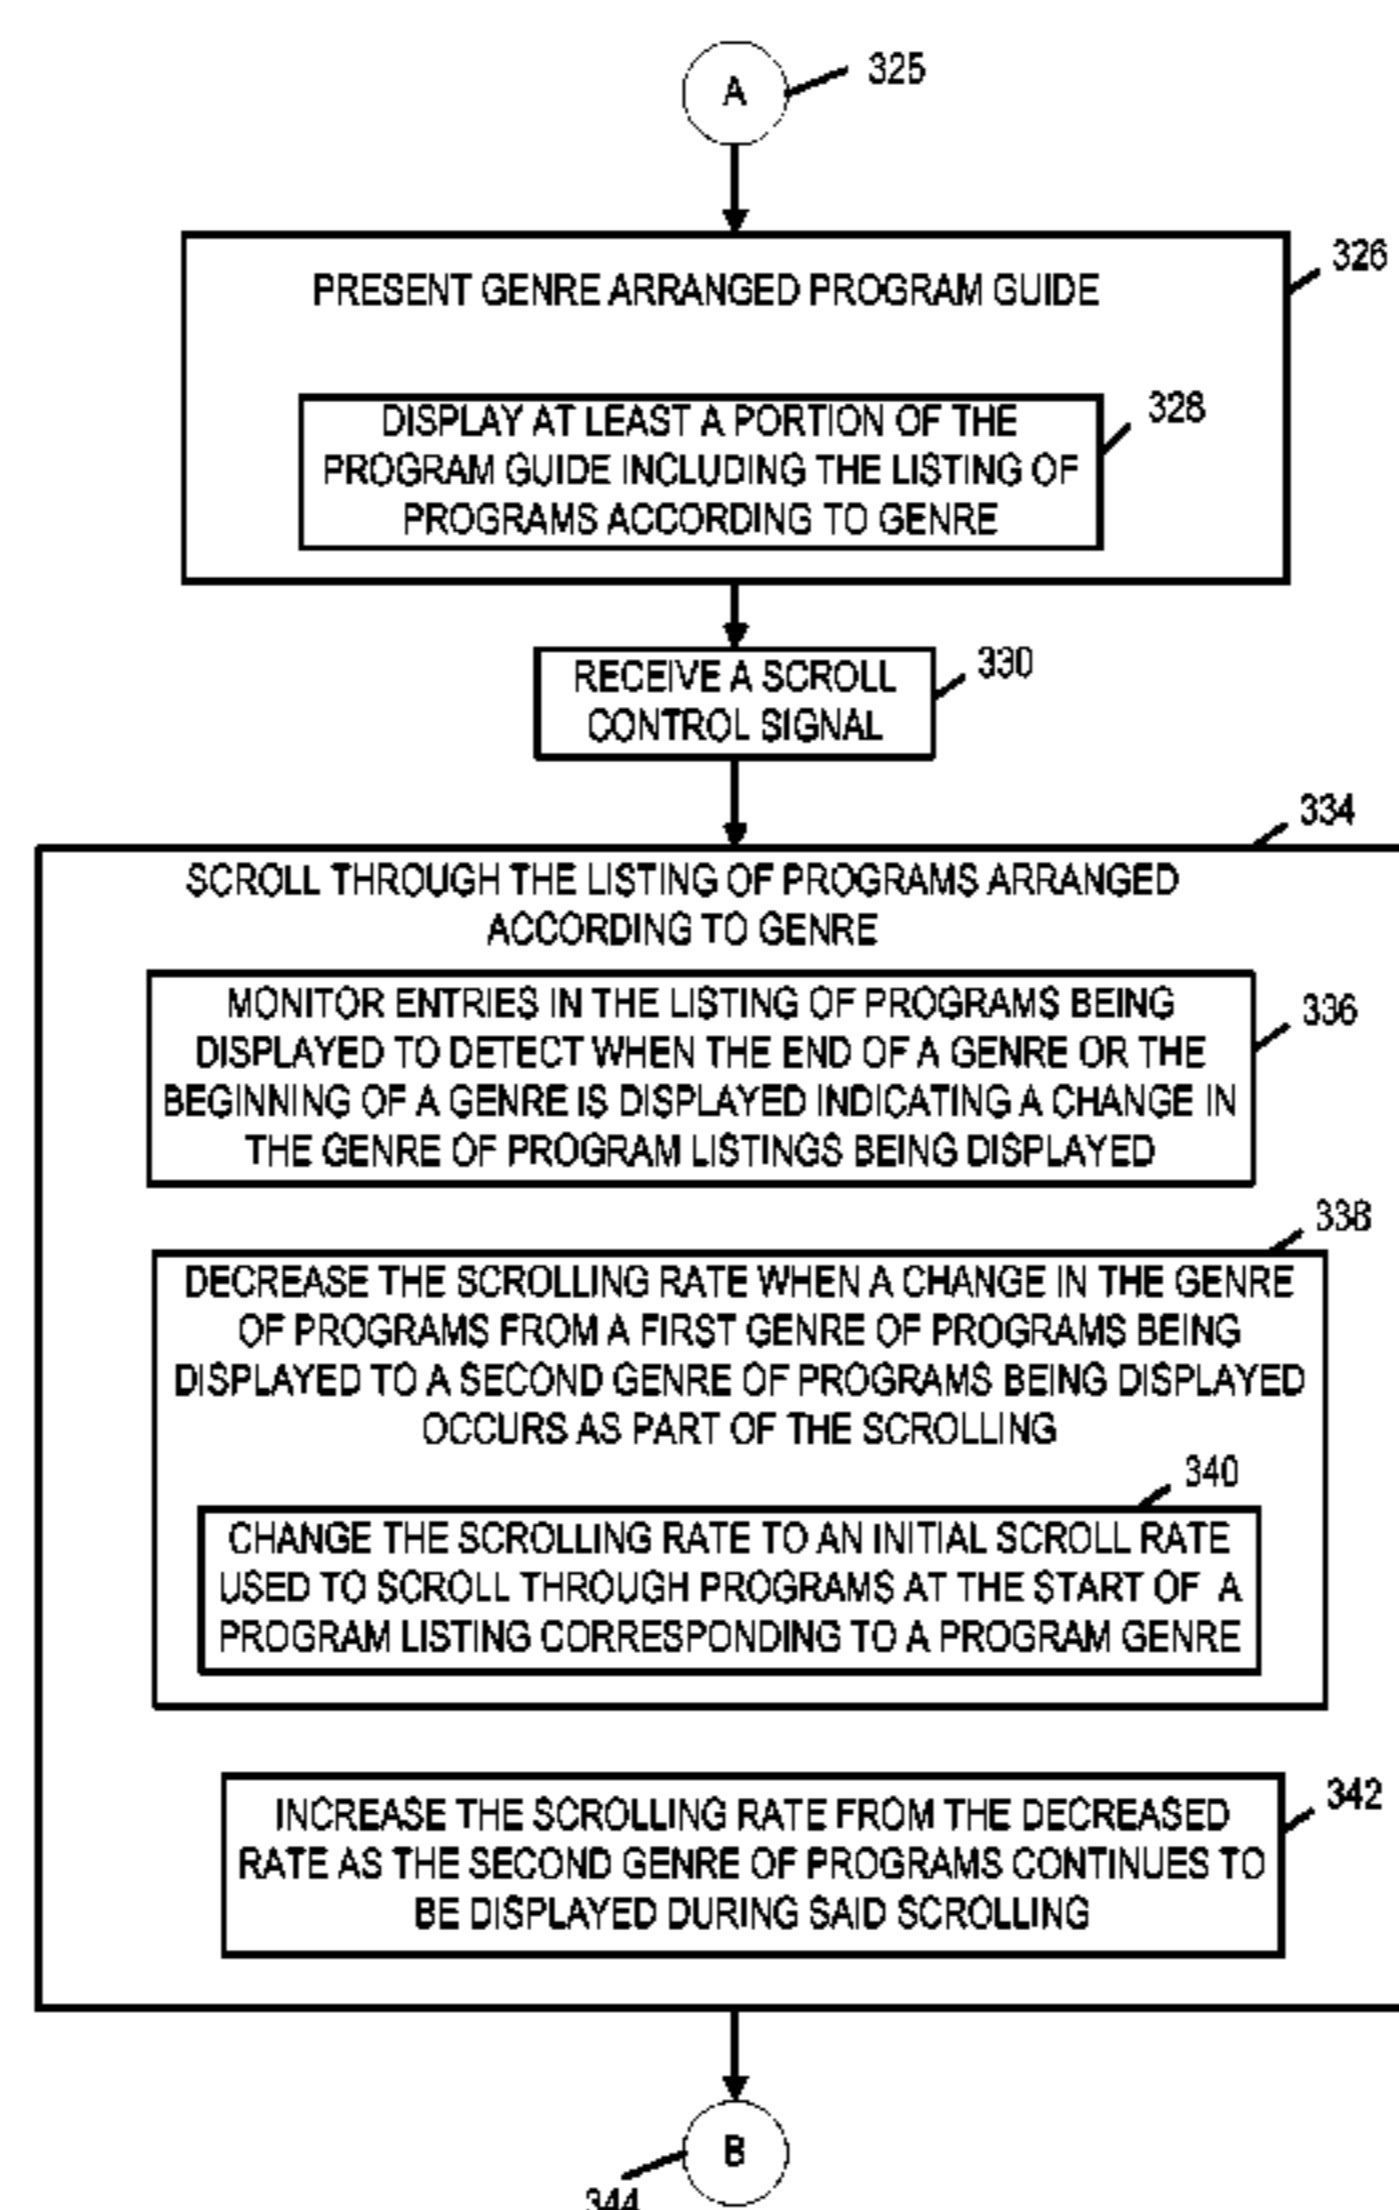 A
325
326
PRESENT GENRE ARRANGED PROGRAM GUIDE
328
DISPLAY AT LEAST A PORTION OF THE
PROGRAM GUIDE INCLUDING THE LISTING OF
PROGRAMS ACCORDING TO GENRE
330
RECEIVE A SCROLL
CONTROL SIGNAL
334
SCROLL THROUGH THE LISTING OF PROGRAMS ARRANGED
ACCORDING TO GENRE
336
MONITOR ENTRIES IN THE LISTING OF PROGRAMS BEING
DISPLAYED TO DETECT WHEN THE END OF A GENRE OR THE
BEGINNING OF A GENRE IS DISPLAYED INDICATING A CHANGE IN
THE GENRE OF PROGRAM LISTINGS BEING DISPLAYED
338
DECREASE THE SCROLLING RATE WHEN A CHANGE IN THE GENRE
OF PROGRAMS FROM A FIRST GENRE OF PROGRAMS BEING
DISPLAYED TO A SECOND GENRE OF PROGRAMS BEING DISPLAYED
OCCURS AS PART OF THE SCROLLING
340
CHANGE THE SCROLLING RATE TO AN INITIAL SCROLL RATE
USED TO SCROLL THROUGH PROGRAMS AT THE START OF A
PROGRAM LISTING CORRESPONDING TO A PROGRAM GENRE
342
INCREASE THE SCROLLING RATE FROM THE DECREASED
RATE AS THE SECOND GENRE OF PROGRAMS CONTINUES TO
BE DISPLAYED DURING SAID SCROLLING
B
344